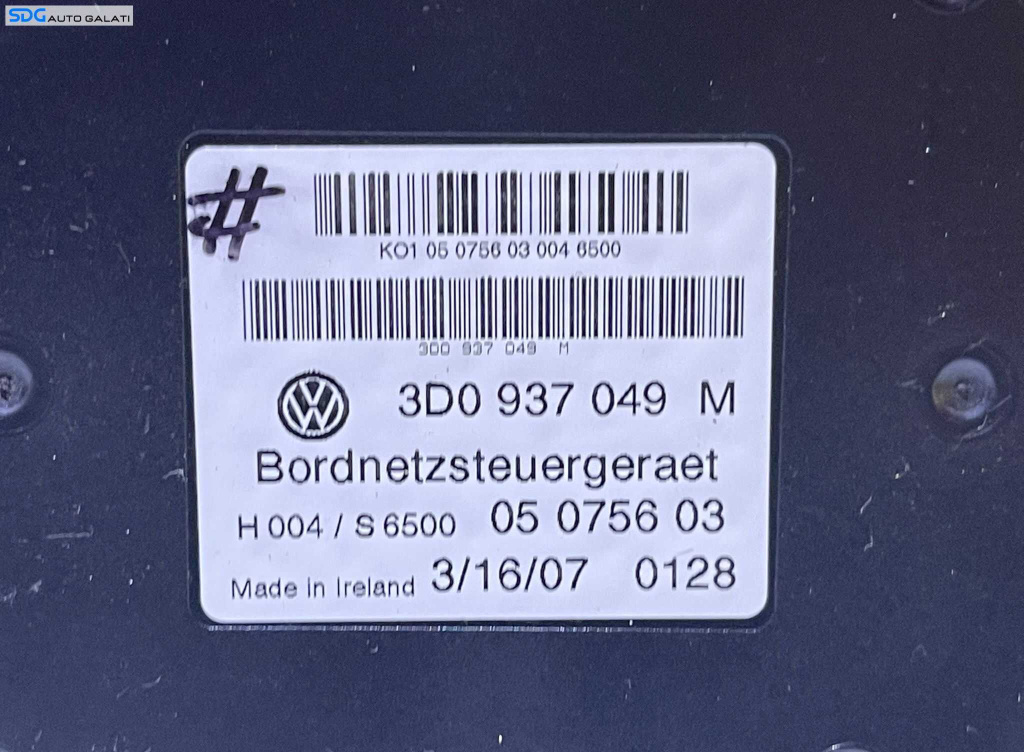 SDG AUTO GALATI
#
KO1 05 0756 03 004 6500
3D0 937 049 M
3D0 937 049 M
Bordnetzsteuergeraet
H 004 / S 6500 05 0756 03
Made in Ireland 3/16/07 0128